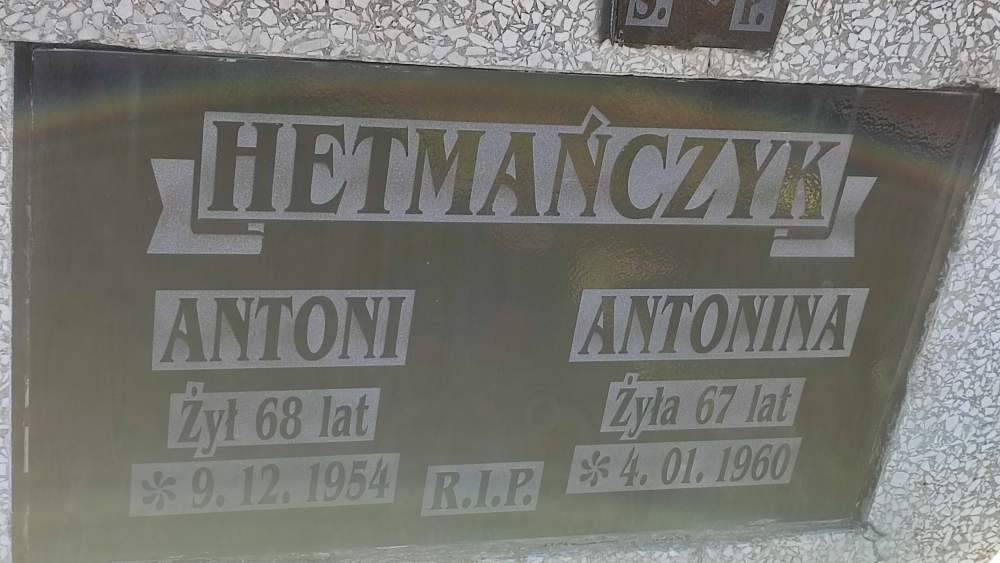 Ś. P.
HETMAŃCZYK
ANTONI ANTONINA
Żył 68 lat Żyła 67 lat
* 9. 12. 1954 R.I.P. * 4. 01. 1960